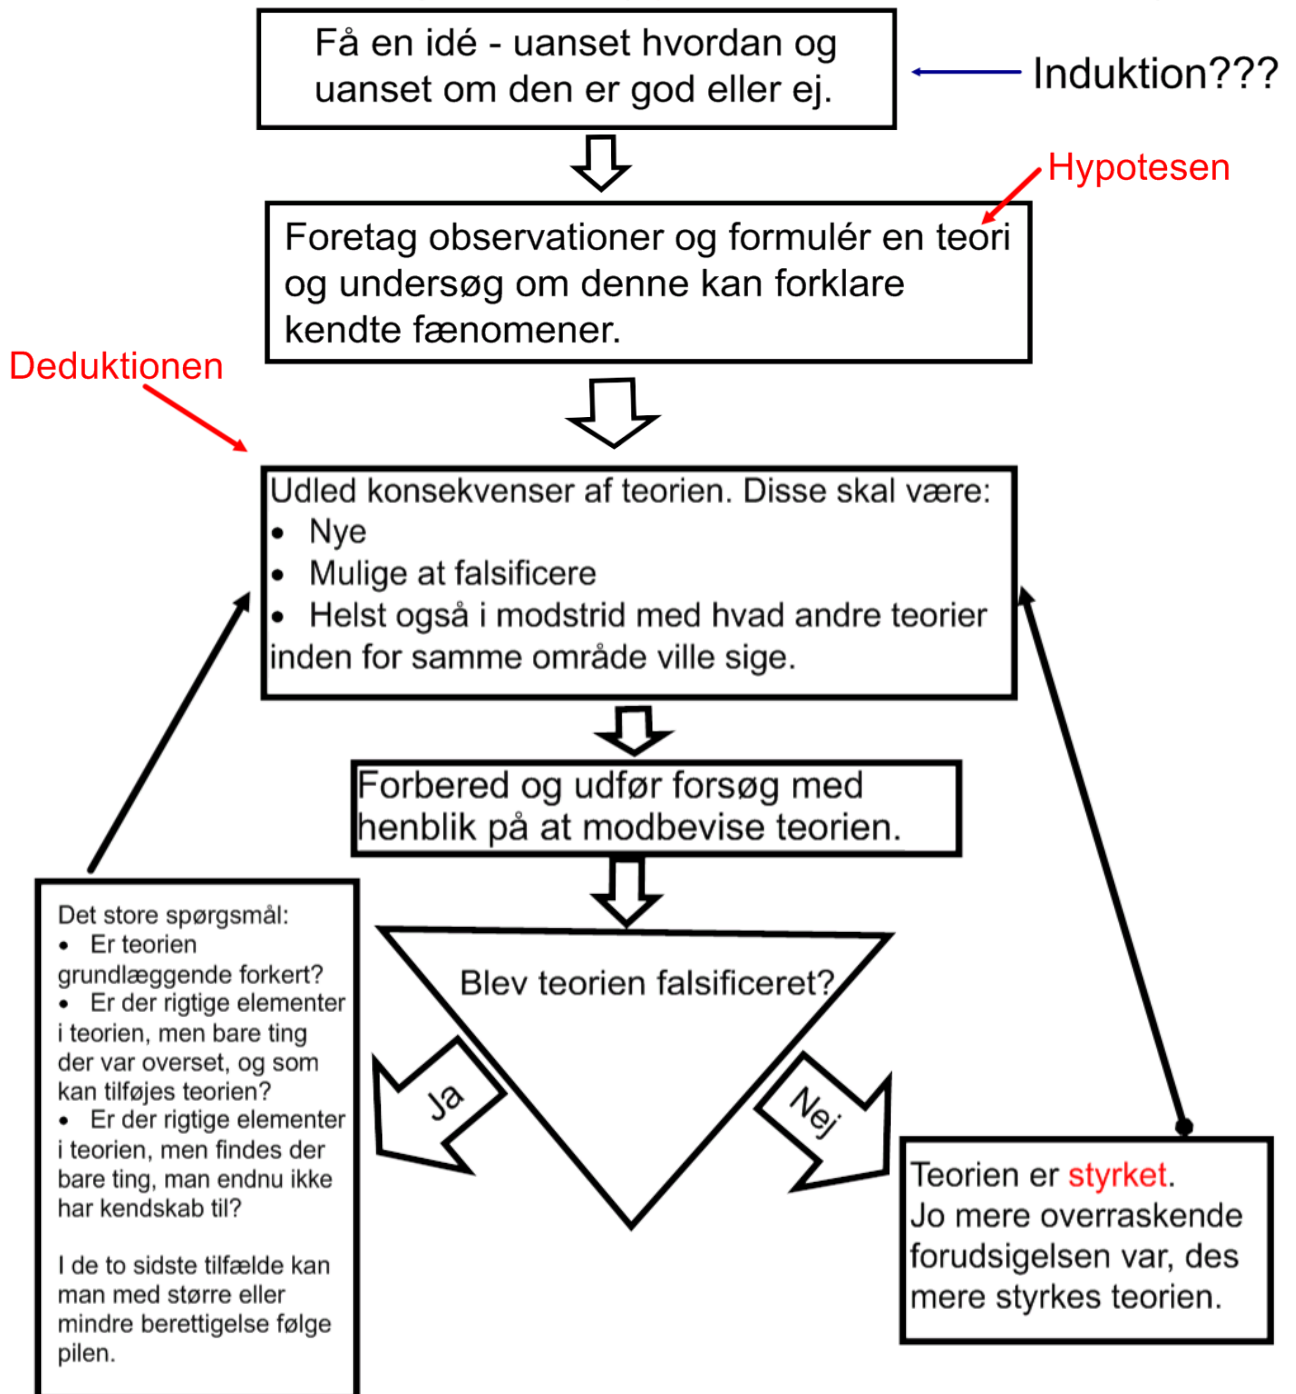 Få en idé - uanset hvordan og
uanset om den er god eller ej.
Induktion???
Hypotesen
Foretag observationer og formulér en teori
og undersøg om denne kan forklare
kendte fænomener.
Deduktionen
Udled konsekvenser af teorien. Disse skal være:
• Nye
• Mulige at falsificere
• Helst også i modstrid med hvad andre teorier
inden for samme område ville sige.
Forbered og udfør forsøg med
henblik på at modbevise teorien.
Blev teorien falsificeret?
Ja
Nej
Det store spørgsmål:
• Er teorien
grundlæggende forkert?
• Er der rigtige elementer
i teorien, men bare ting
der var overset, og som
kan tilføjes teorien?
• Er der rigtige elementer
i teorien, men findes der
bare ting, man endnu ikke
har kendskab til?
I de to sidste tilfælde kan
man med større eller
mindre berettigelse følge
pilen.
Teorien er styrket.
Jo mere overraskende
forudsigelsen var, des
mere styrkes teorien.